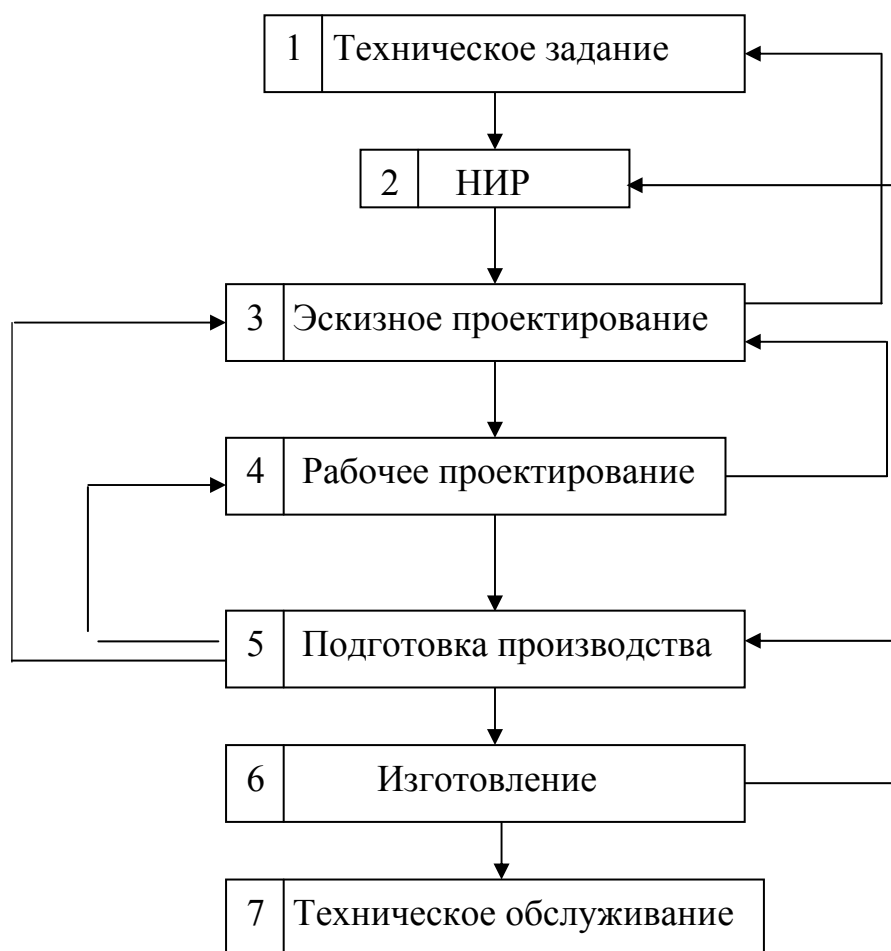 1 Техническое задание
2 НИР
3 Эскизное проектирование
4 Рабочее проектирование
5 Подготовка производства
6 Изготовление
7 Техническое обслуживание